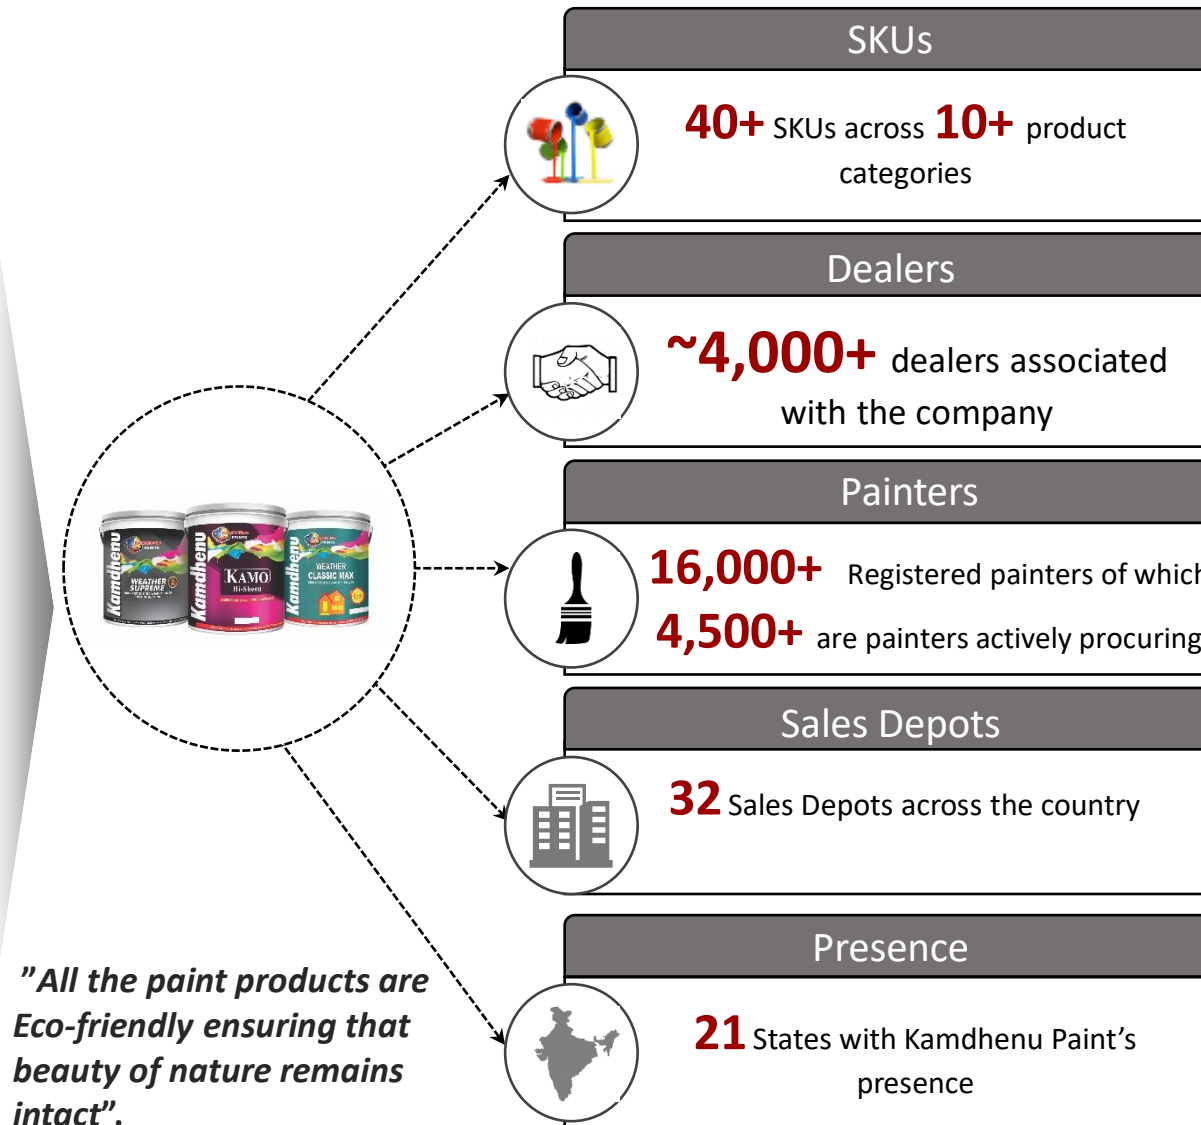 SKUs
40+ SKUs across 10+ product
categories
Dealers
~4,000+ dealers associated
with the company
Painters
16,000+ Registered painters of which
4,500+ are painters actively procuring
Sales Depots
32 Sales Depots across the country
Presence
21 States with Kamdhenu Paint's
presence
Kamdhenu
WEATHER
SUPREME
Kamdhenu
KAMO
Hi-Sheen
Kamdhenu
WEATHER
CLASSIC MAX
"All the paint products are
Eco-friendly ensuring that
beauty of nature remains
intact".